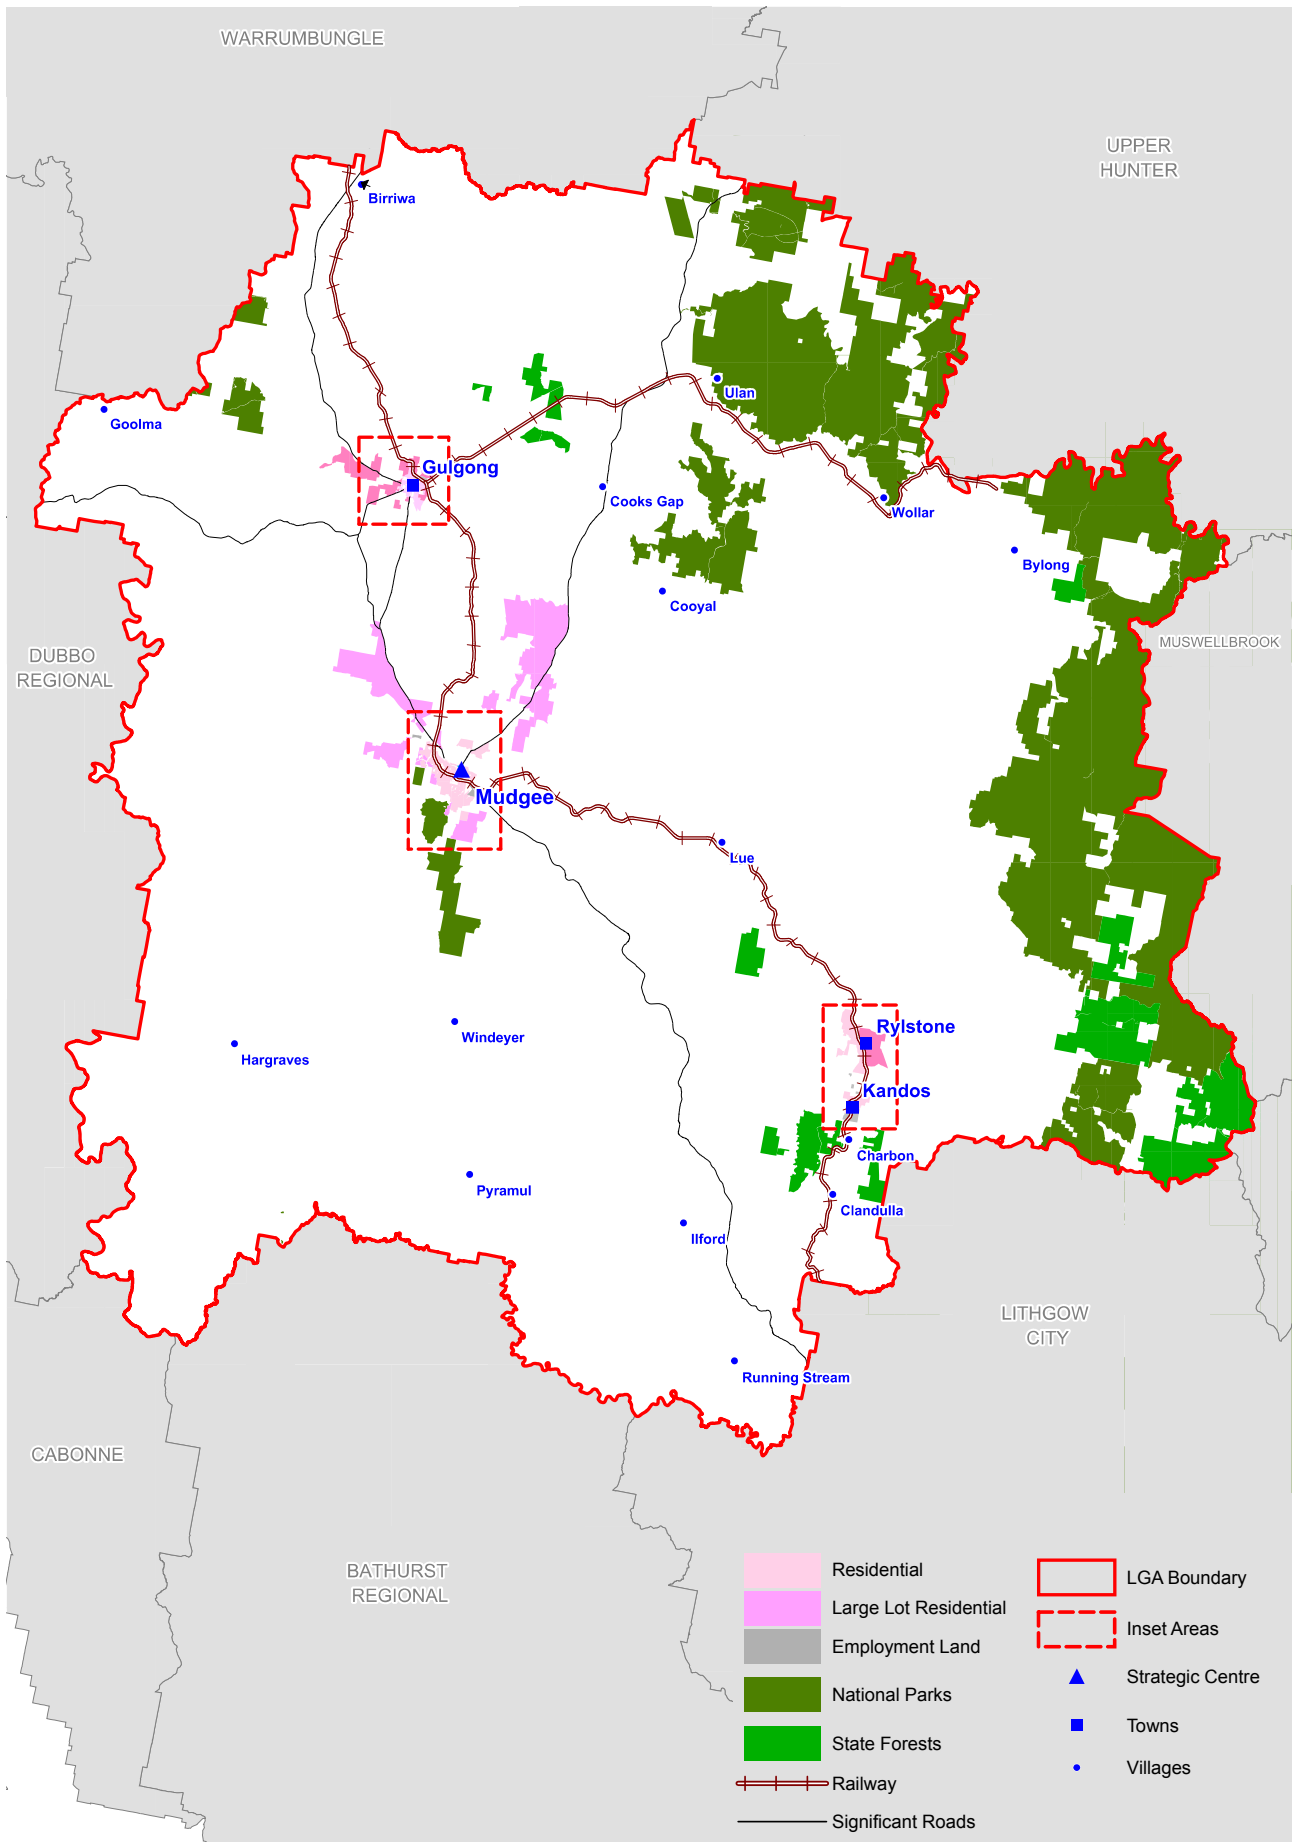 WARRUMBUNGLE
UPPER
HUNTER
Birriwa
Ulan
Goolma
Gulgong
Cooks Gap
Wollar
Bylong
Cooyal
MUSWELLBROOK
DUBBO
REGIONAL
Mudgee
Lue
Rylstone
Windeyer
Hargraves
Kandos
Charbon
Pyramul
Clandulla
Ilford
LITHGOW
CITY
Running Stream
CABONNE
BATHURST
REGIONAL
Residential
Large Lot Residential
Employment Land
National Parks
State Forests
Railway
Significant Roads
LGA Boundary
Inset Areas
Strategic Centre
Towns
Villages